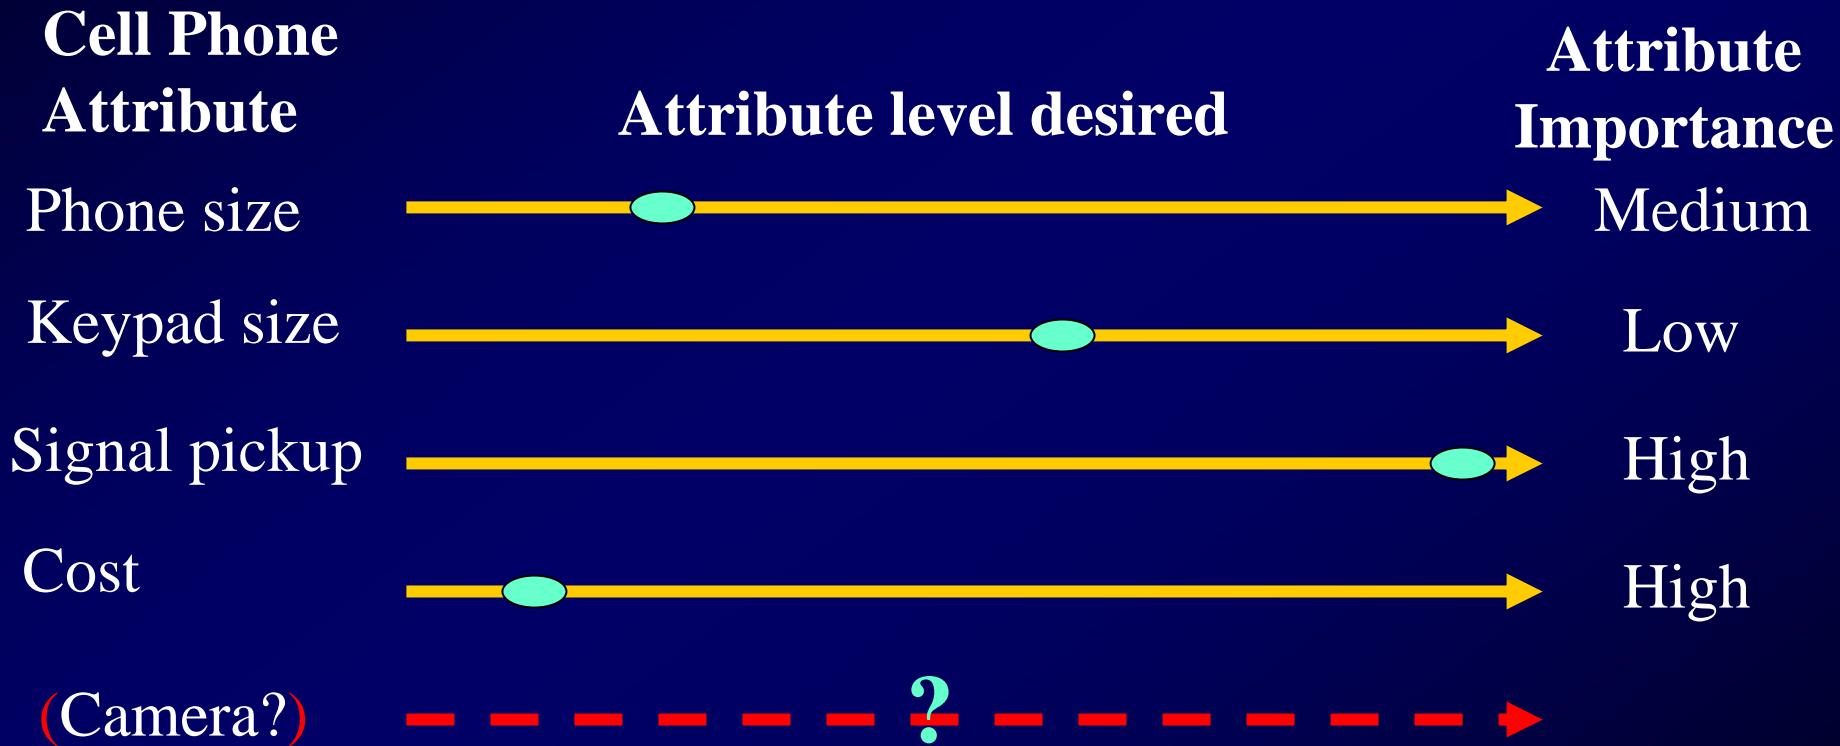 Cell Phone
Attribute
Attribute level desired
Attribute
Importance
Phone size
Medium
Keypad size
Low
Signal pickup
High
Cost
High
(Camera?)
?